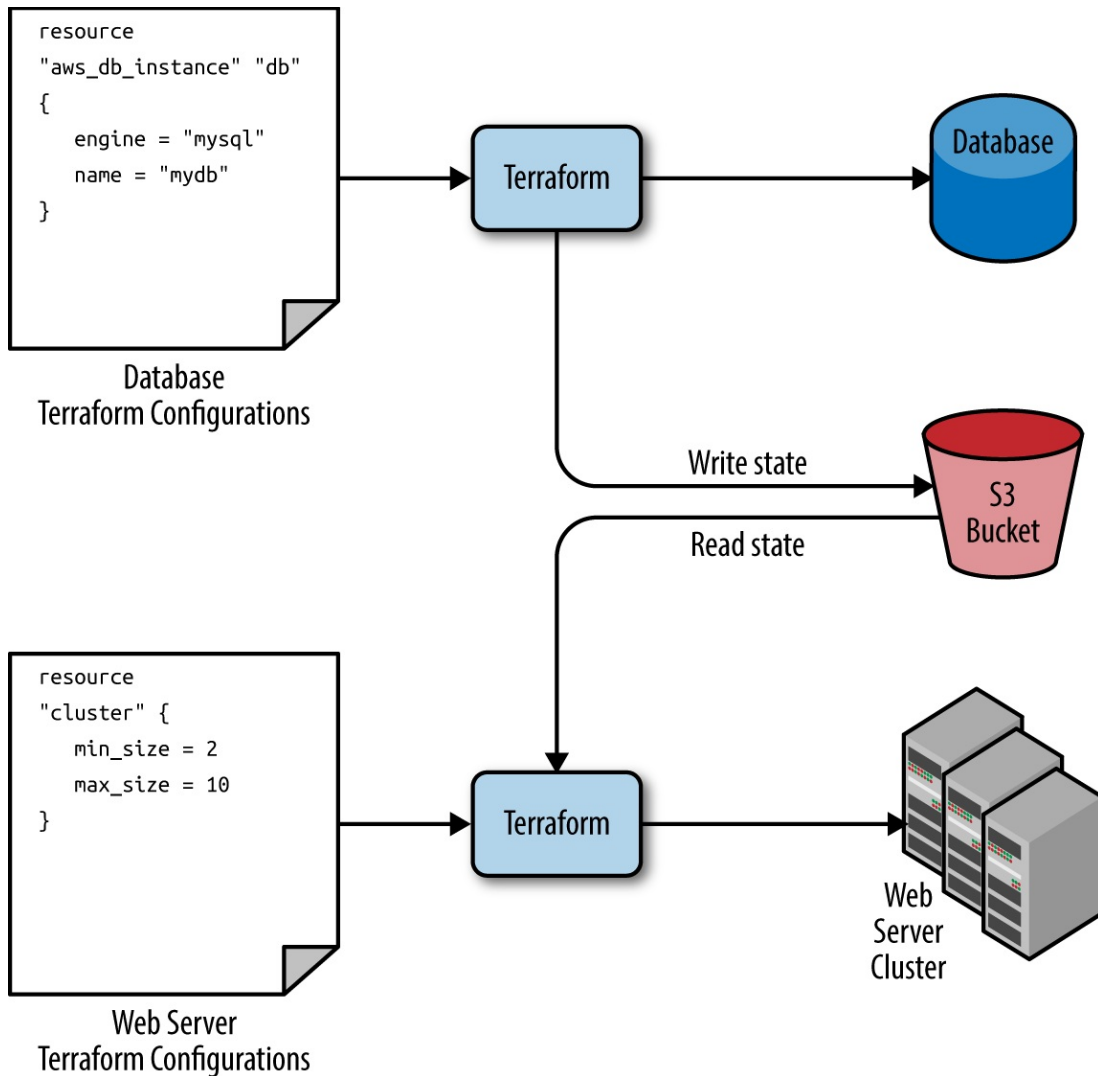 resource
"aws_db_instance" "db"
{
   engine = "mysql"
   name = "mydb"
}
Database
Terraform Configurations
Terraform
Database
Write state
S3
Bucket
Read state
resource
"cluster" {
   min_size = 2
   max_size = 10
}
Web Server
Terraform Configurations
Terraform
Web
Server
Cluster